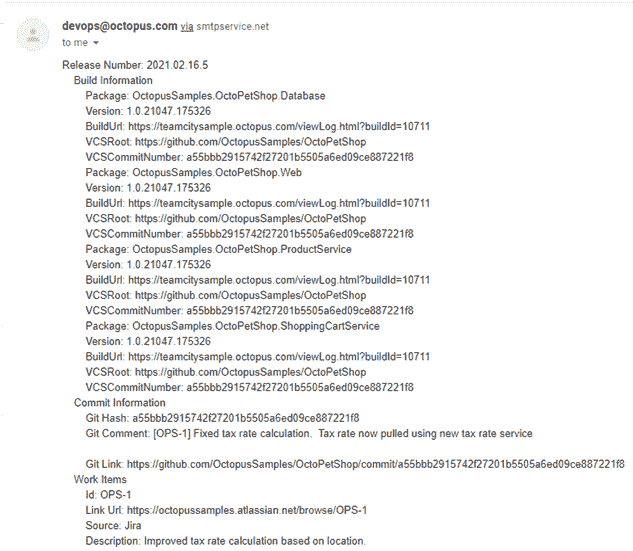 devops@octopus.com via smtpservice.net
to me
Release Number: 2021.02.16.5
Build Information
Package: OctopusSamples.OctoPetShop.Database
Version: 1.0.21047.175326
BuildUrl: https://teamcitysample.octopus.com/viewLog.html?buildId=10711
VCSRoot: https://github.com/OctopusSamples/OctoPetShop
VCSCommitNumber: a55bbb2915742f27201b5505a6ed09ce887221f8
Package: OctopusSamples.OctoPetShop.Web
Version: 1.0.21047.175326
BuildUrl: https://teamcitysample.octopus.com/viewLog.html?buildId=10711
VCSRoot: https://github.com/OctopusSamples/OctoPetShop
VCSCommitNumber: a55bbb2915742f27201b5505a6ed09ce887221f8
Package: OctopusSamples.OctoPetShop.ProductService
Version: 1.0.21047.175326
BuildUrl: https://teamcitysample.octopus.com/viewLog.html?buildId=10711
VCSRoot: https://github.com/OctopusSamples/OctoPetShop
VCSCommitNumber: a55bbb2915742f27201b5505a6ed09ce887221f8
Package: OctopusSamples.OctoPetShop.ShoppingCartService
Version: 1.0.21047.175326
BuildUrl: https://teamcitysample.octopus.com/viewLog.html?buildId=10711
VCSRoot: https://github.com/OctopusSamples/OctoPetShop
VCSCommitNumber: a55bbb2915742f27201b5505a6ed09ce887221f8
Commit Information
Git Hash: a55bbb2915742f27201b5505a6ed09ce887221f8
Git Comment: [OPS-1] Fixed tax rate calculation.  Tax rate now pulled using new tax rate service
Git Link: https://github.com/OctopusSamples/OctoPetShop/commit/a55bbb2915742f27201b5505a6ed09ce887221f8
Work Items
Id: OPS-1
Link Url: https://octopussamples.atlassian.net/browse/OPS-1
Source: Jira
Description: Improved tax rate calculation based on location.